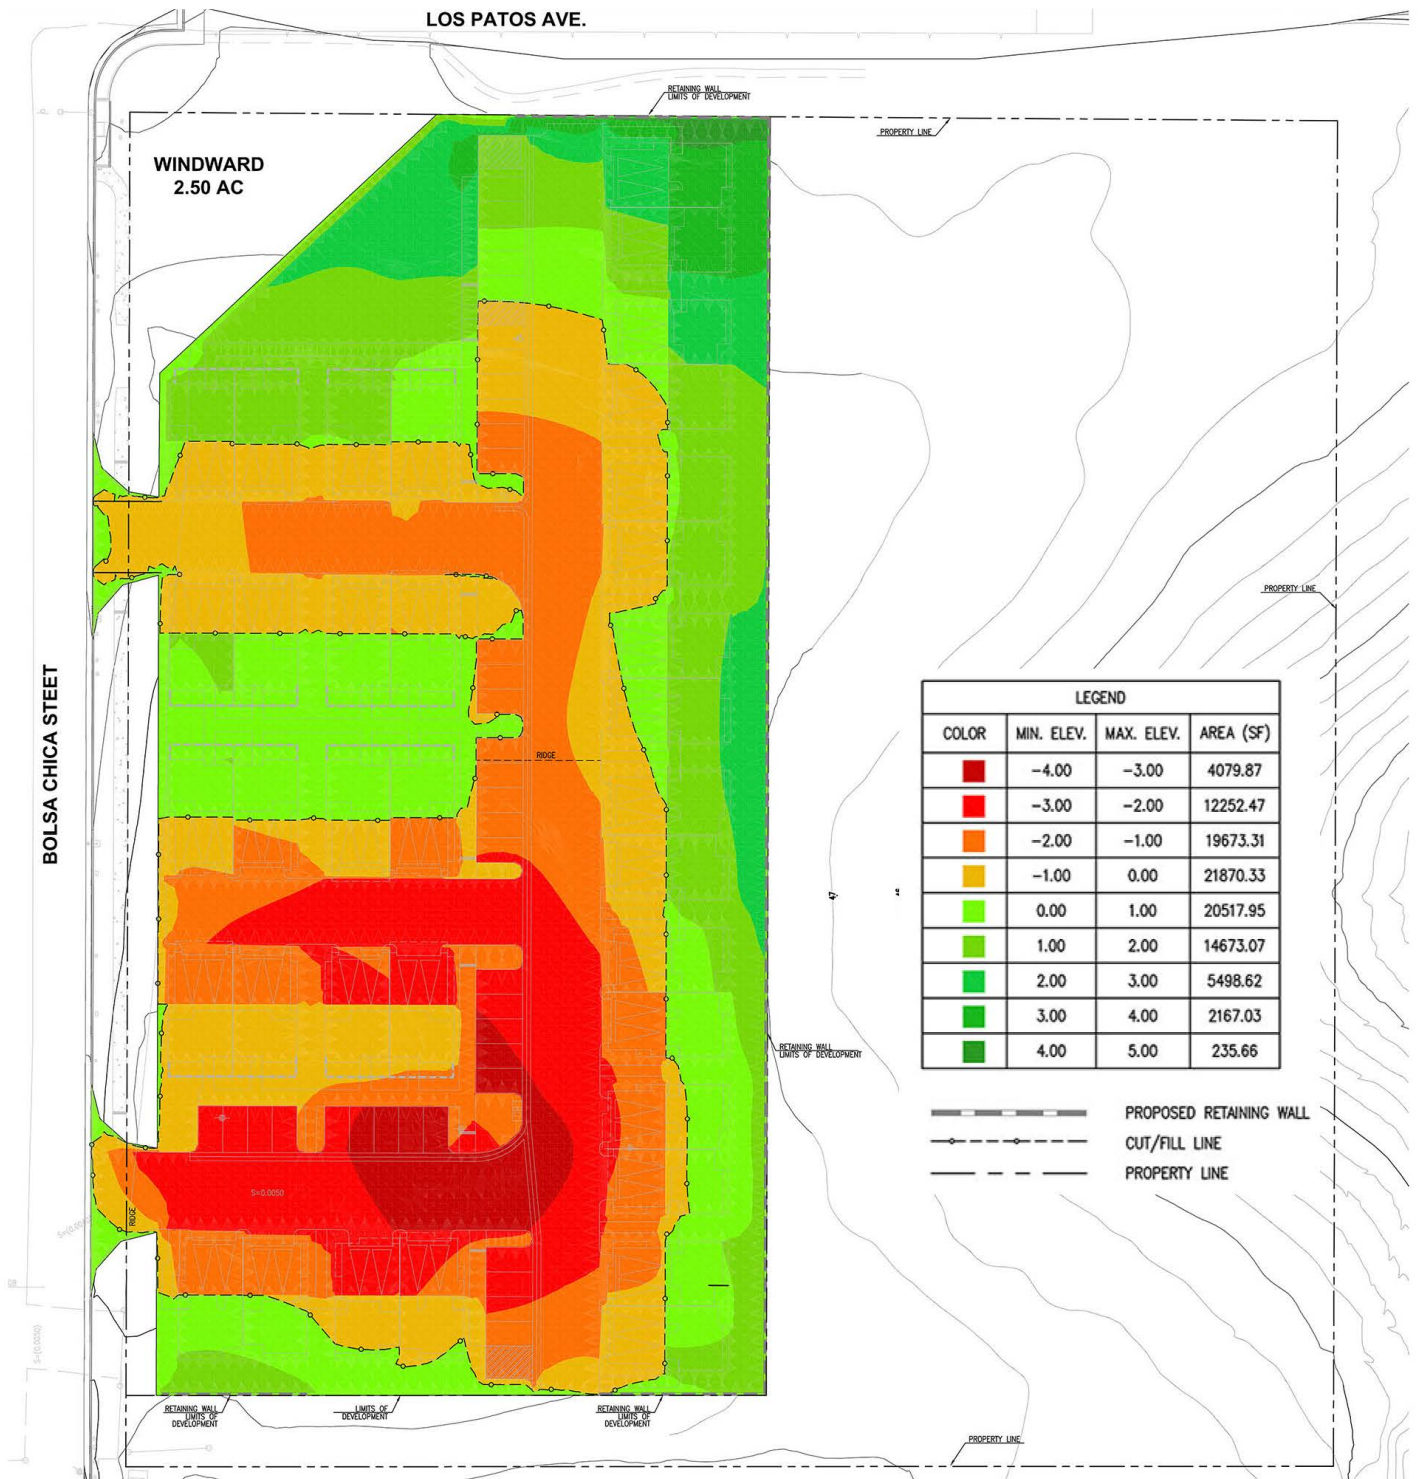 LOS PATOS AVE.
RETAINING WALL
LIMITS OF DEVELOPMENT
PROPERTY LINE
WINDWARD
2.50 AC
PROPERTY LINE
BOLSA CHICA STEET
RIDGE
LEGEND
COLOR MIN. ELEV. MAX. ELEV. AREA (SF)
−4.00 −3.00 4079.87
−3.00 −2.00 12252.47
−2.00 −1.00 19673.31
−1.00 0.00 21870.33
0.00 1.00 20517.95
1.00 2.00 14673.07
2.00 3.00 5498.62
3.00 4.00 2167.03
4.00 5.00 235.66
47
RETAINING WALL
LIMITS OF DEVELOPMENT
PROPOSED RETAINING WALL
CUT/FILL LINE
PROPERTY LINE
S=0.0050
RIDGE
S=(0.0050)
RETAINING WALL
LIMITS OF
DEVELOPMENT
LIMITS OF
DEVELOPMENT
RETAINING WALL
LIMITS OF
DEVELOPMENT
PROPERTY LINE